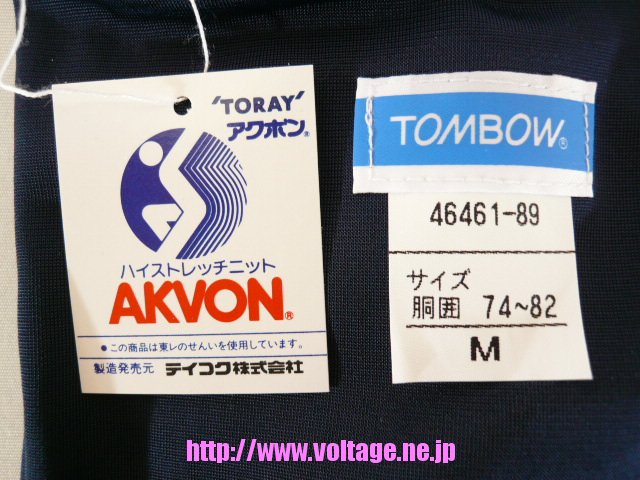 'TORAY'
アクボン®
ハイストレッチニット
AKVON®
●この商品は東レのせんいを使用しています。
製造発売元 テイコク株式会社
TOMBOW®
46461-89
サイズ
胴囲 74~82
M
http://www.voltage.ne.jp